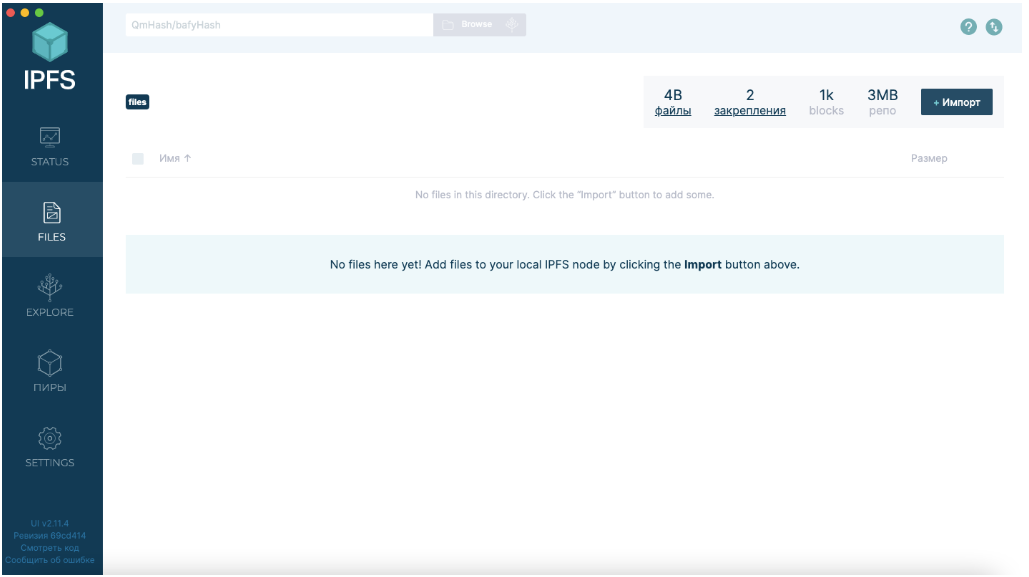 QmHash/bafyHash
Browse
?
IPFS
files
4B
файлы
2
закрепления
1k
blocks
3MB
репо
+ Импорт
Имя ↑
Размер
No files in this directory. Click the "Import" button to add some.
No files here yet! Add files to your local IPFS node by clicking the Import button above.
STATUS
FILES
EXPLORE
ПИРЫ
SETTINGS
UI v2.11.4
Ревизия 69cd414
Смотреть код
Сообщить об ошибке